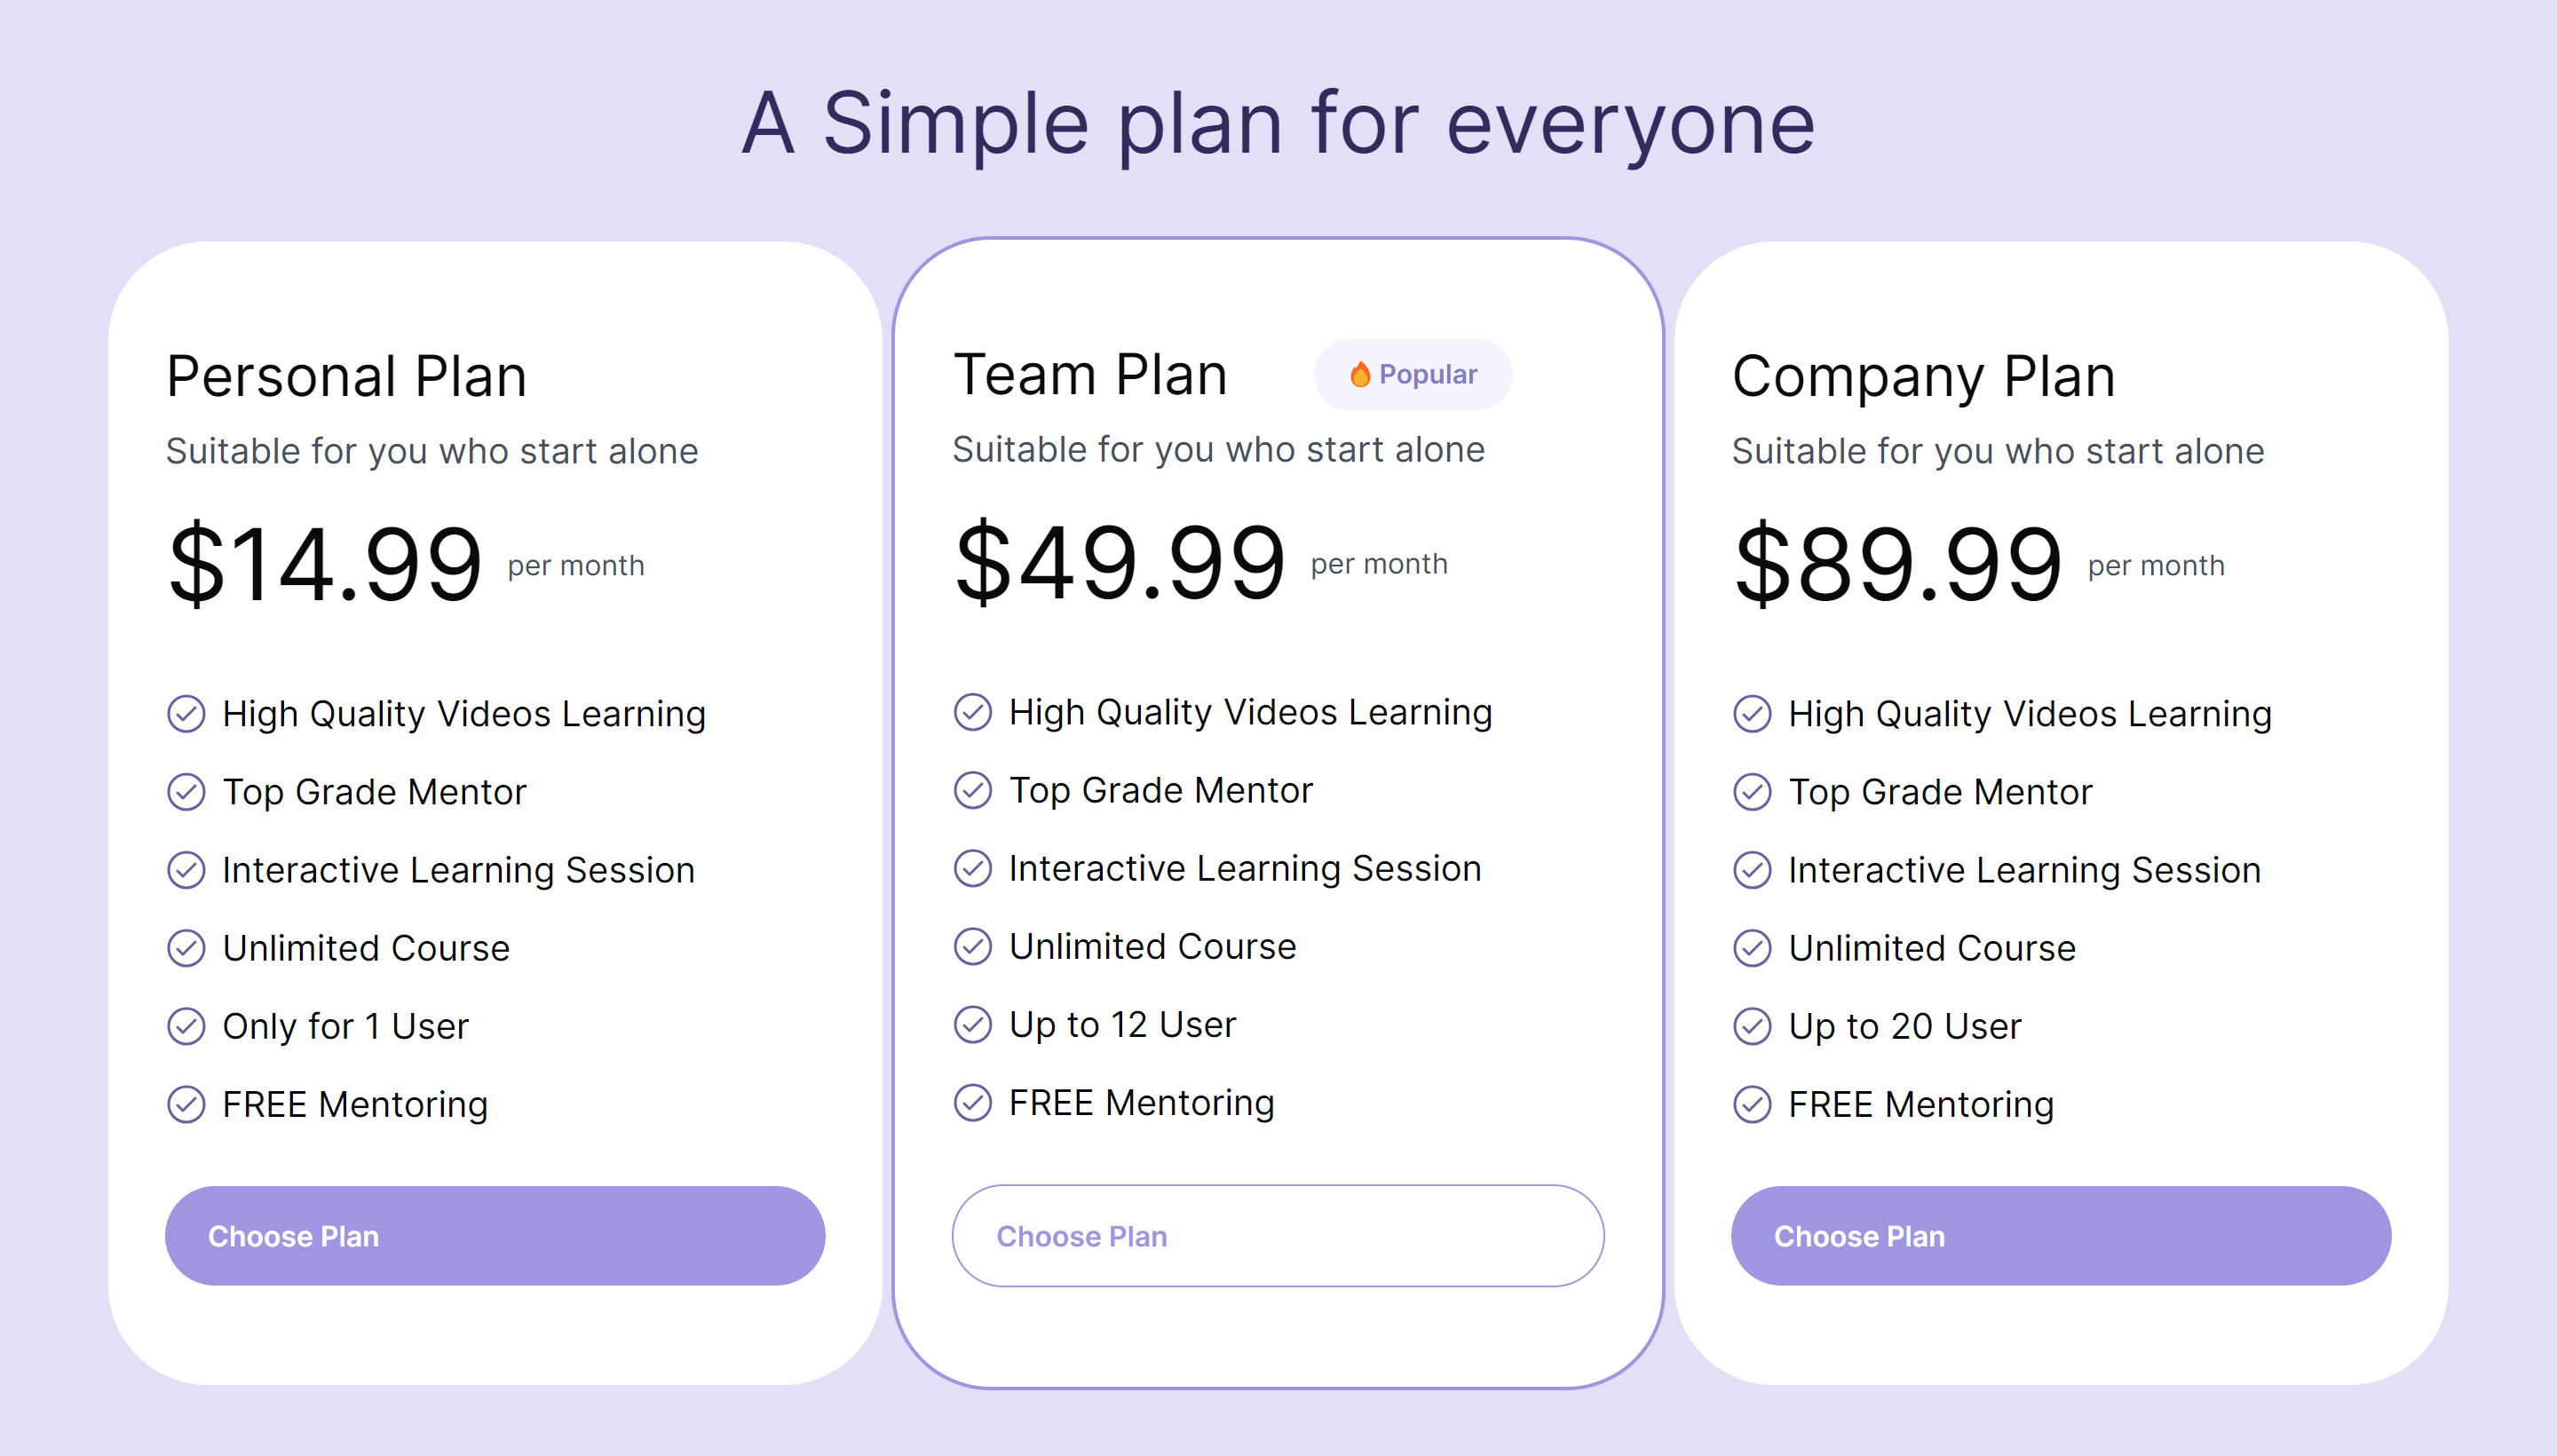 A Simple plan for everyone
Personal Plan
Suitable for you who start alone
$14.99 per month
High Quality Videos Learning
Top Grade Mentor
Interactive Learning Session
Unlimited Course
Only for 1 User
FREE Mentoring
Choose Plan
Team Plan
🔥 Popular
Suitable for you who start alone
$49.99 per month
High Quality Videos Learning
Top Grade Mentor
Interactive Learning Session
Unlimited Course
Up to 12 User
FREE Mentoring
Choose Plan
Company Plan
Suitable for you who start alone
$89.99 per month
High Quality Videos Learning
Top Grade Mentor
Interactive Learning Session
Unlimited Course
Up to 20 User
FREE Mentoring
Choose Plan